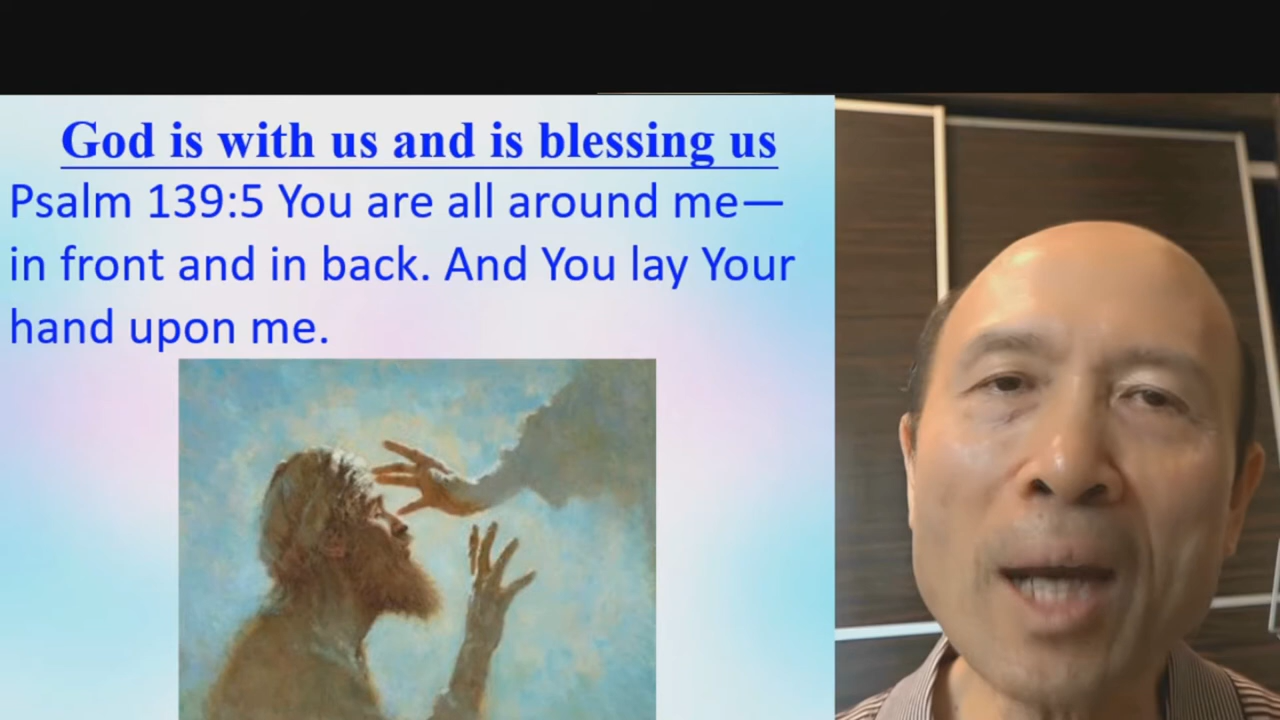 God is with us and is blessing us
Psalm 139:5 You are all around me—
in front and in back. And You lay Your
hand upon me.